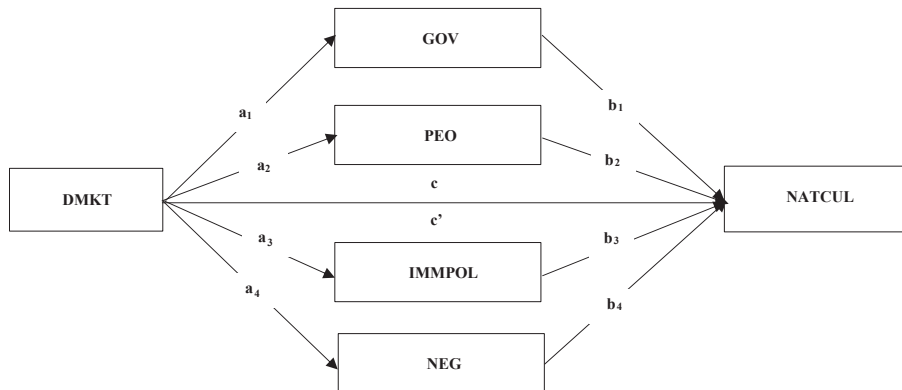 GOV
a₁
b₁
PEO
a₂
b₂
DMKT
c
NATCUL
c’
a₃
b₃
IMMPOL
a₄
b₄
NEG